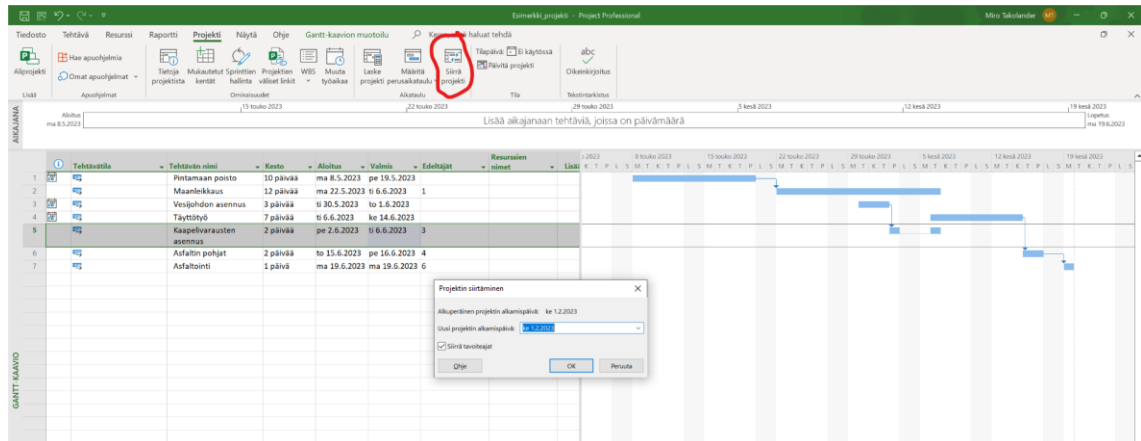 Esimerkki_projekti - Project Professional
Miro Takolander
MT
Tiedosto Tehtävä Resurssi Raportti Projekti Näytä Ohje Gantt-kaavion muotoilu haluat tehdä
Aliprojekti
Hae apuohjelmia
Omat apuohjelmat
Tietoja projektista
Mukautetut kentät
Sprinttien hallinta
Projektien väliset linkit
WBS
Muuta työaikaa
Laske projekti
Määritä perusaikataulu
Siirrä projekti
Tilapäivä: Ei käytössä
Päivitä projekti
abc
Oikeinkirjoitus
Lisää Apuohjelmat Ominaisuudet Aikataulu Tila Tekstintarkistus
AIKAJANA
15 touko 2023 22 touko 2023 29 touko 2023 5 kesä 2023 12 kesä 2023 19 kesä 2023
Aloitus
ma 8.5.2023
Lisää aikajanaan tehtäviä, joissa on päivämäärä
Lopetus
ma 19.6.2023
Tehtävätila Tehtävän nimi Kesto Aloitus Valmis Edeltäjät Resurssien nimet
8 touko 2023 15 touko 2023 22 touko 2023 29 touko 2023 5 kesä 2023 12 kesä 2023 19 kesä 2023
1 Pintamaan poisto 10 päivää ma 8.5.2023 pe 19.5.2023
2 Maanleikkaus 12 päivää ma 22.5.2023 ti 6.6.2023 1
3 Vesijohdon asennus 3 päivää ti 30.5.2023 to 1.6.2023
4 Täyttötyö 7 päivää ti 6.6.2023 ke 14.6.2023
5 Kaapelivarausten asennus 2 päivää pe 2.6.2023 ti 6.6.2023 3
6 Asfaltin pohjat 2 päivää to 15.6.2023 pe 16.6.2023 4
7 Asfaltointi 1 päivä ma 19.6.2023 ma 19.6.2023 6
GANTT-KAAVIO
Projektin siirtäminen
Alkuperäinen projektin alkamispäivä: ke 1.2.2023
Uusi projektin alkamispäivä: ke 1.2.2023
Siirrä tavoiteajat
Ohje OK Peruuta